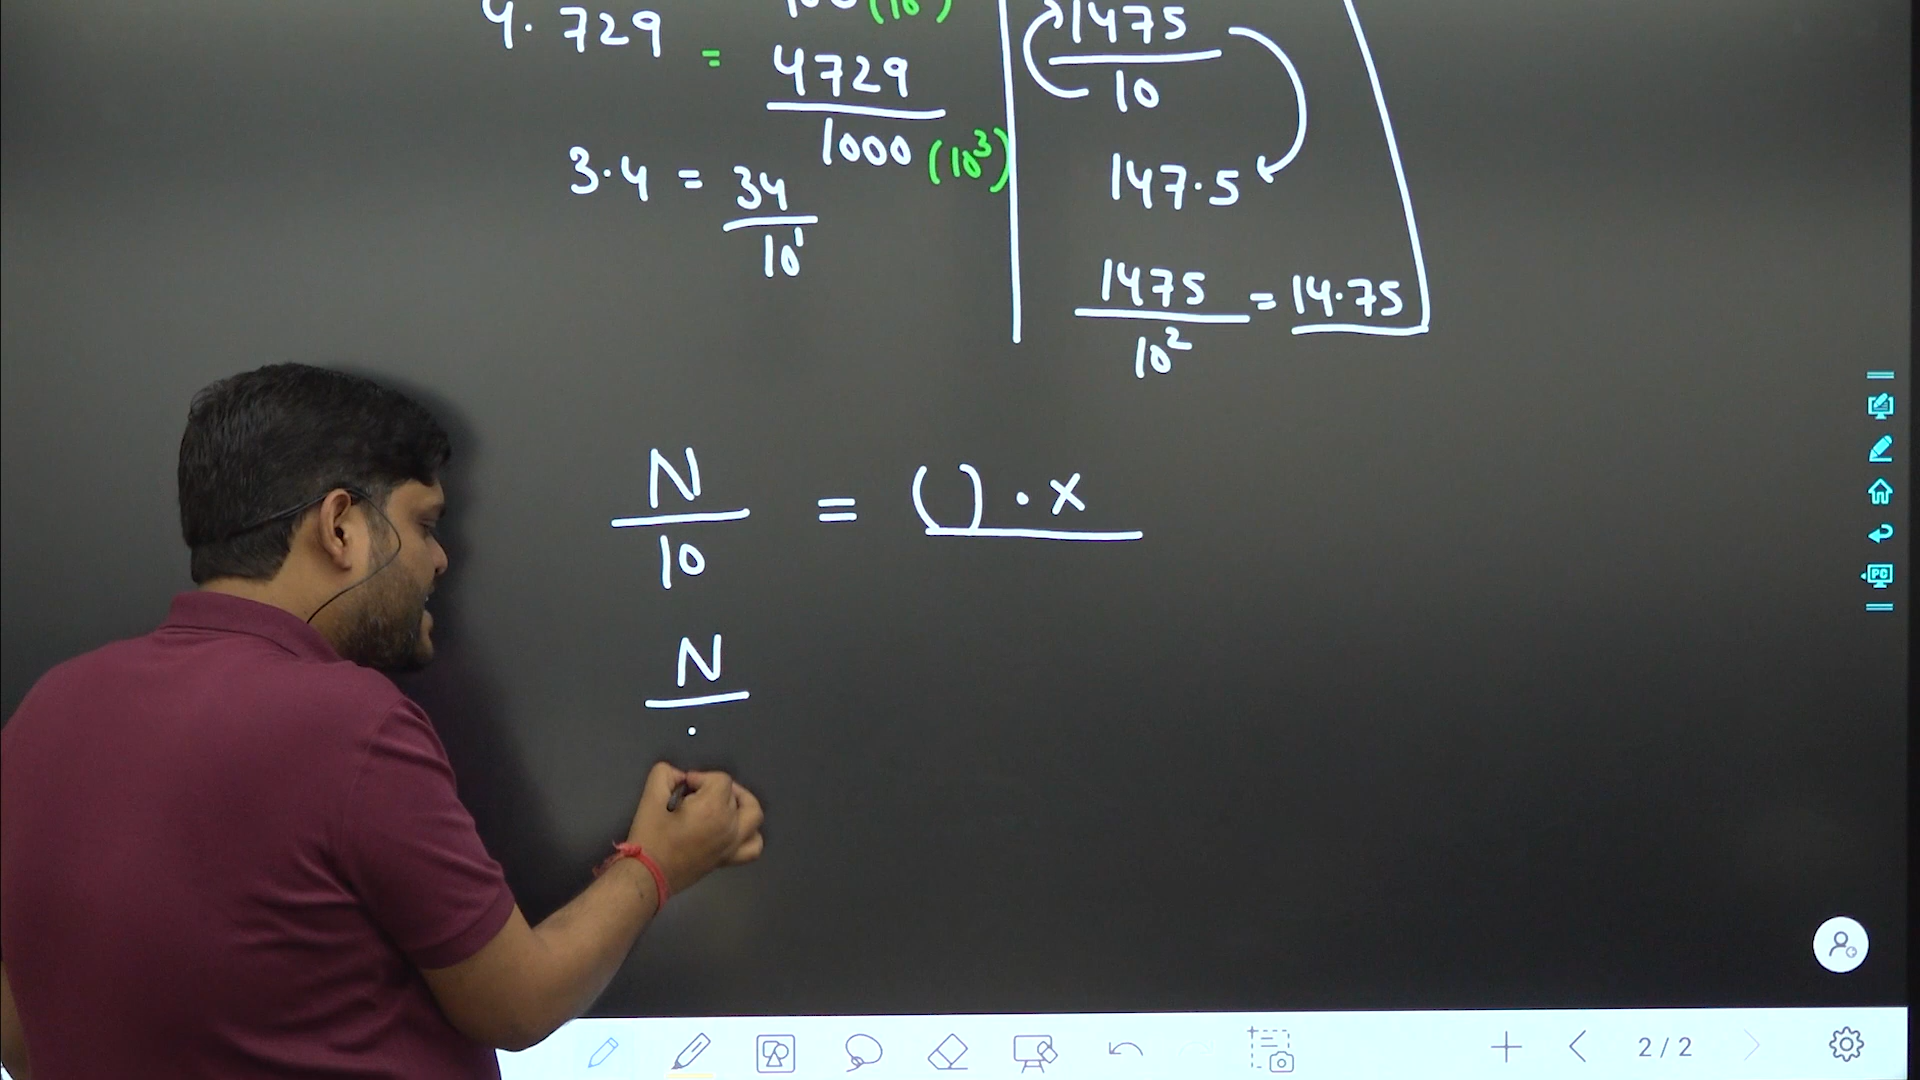 4.729 = 4729/1000 (10³)
3.4 = 34/10¹
1475/10
147.5
1475/10² = 14.75
N/10 = ( ) . x
N
PC
2/2